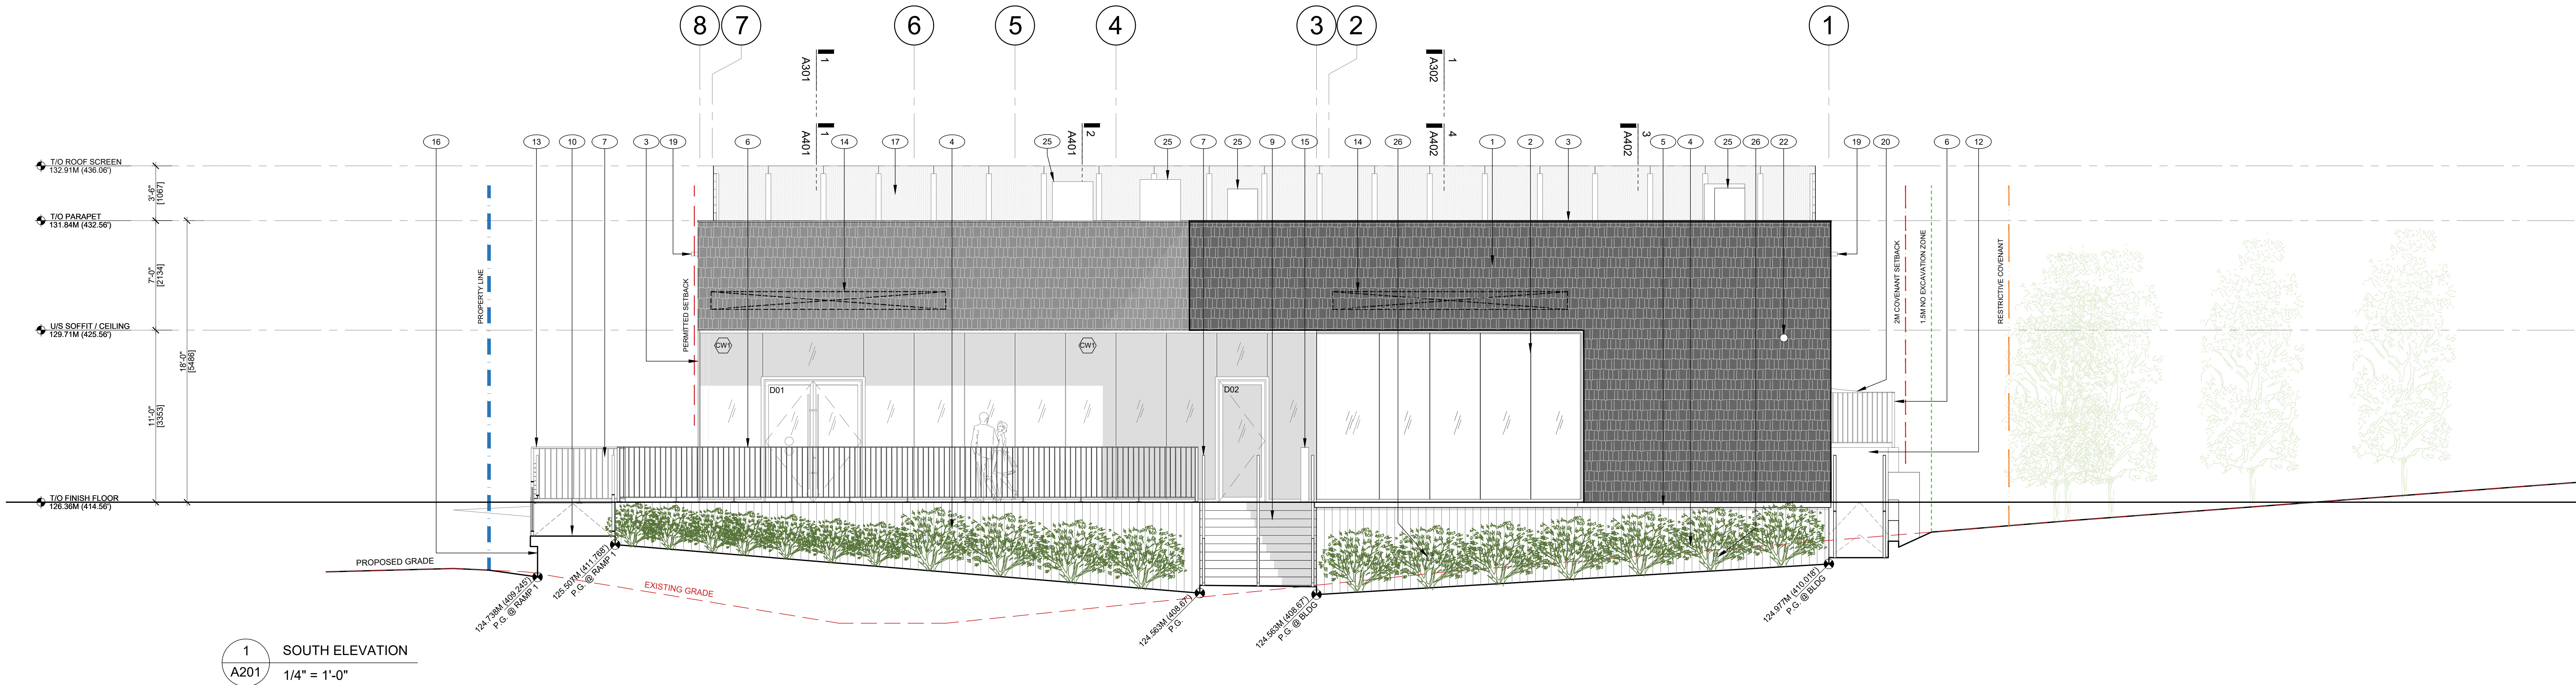 8
7
6
5
4
3
2
1
1
A301
1
A302
1
A401
2
A401
4
A402
3
A402
16
13
10
7
3
19
6
14
17
4
25
25
25
7
9
15
14
26
1
2
3
5
4
25
26
22
19
20
6
12
T/O ROOF SCREEN
132.91M (436.06')
3'-6"
[1067]
T/O PARAPET
131.84M (432.56')
7'-0"
[2134]
U/S SOFFIT / CEILING
129.71M (425.56')
18'-0"
[5486]
11'-0"
[3353]
T/O FINISH FLOOR
126.36M (414.56')
PROPERTY LINE
PERMITTED SETBACK
CW1
CW1
D01
D02
2M COVENANT SETBACK
1.5M NO EXCAVATION ZONE
RESTRICTIVE COVENANT
PROPOSED GRADE
EXISTING GRADE
124.738M (409.245')
P.G. @ RAMP 1
125.507M (411.768')
P.G. @ RAMP 1
124.563M (408.67')
P.G.
124.563M (408.67')
P.G. @ BLDG
124.977M (410.018')
P.G. @ BLDG
1
A201
SOUTH ELEVATION
1/4" = 1'-0"